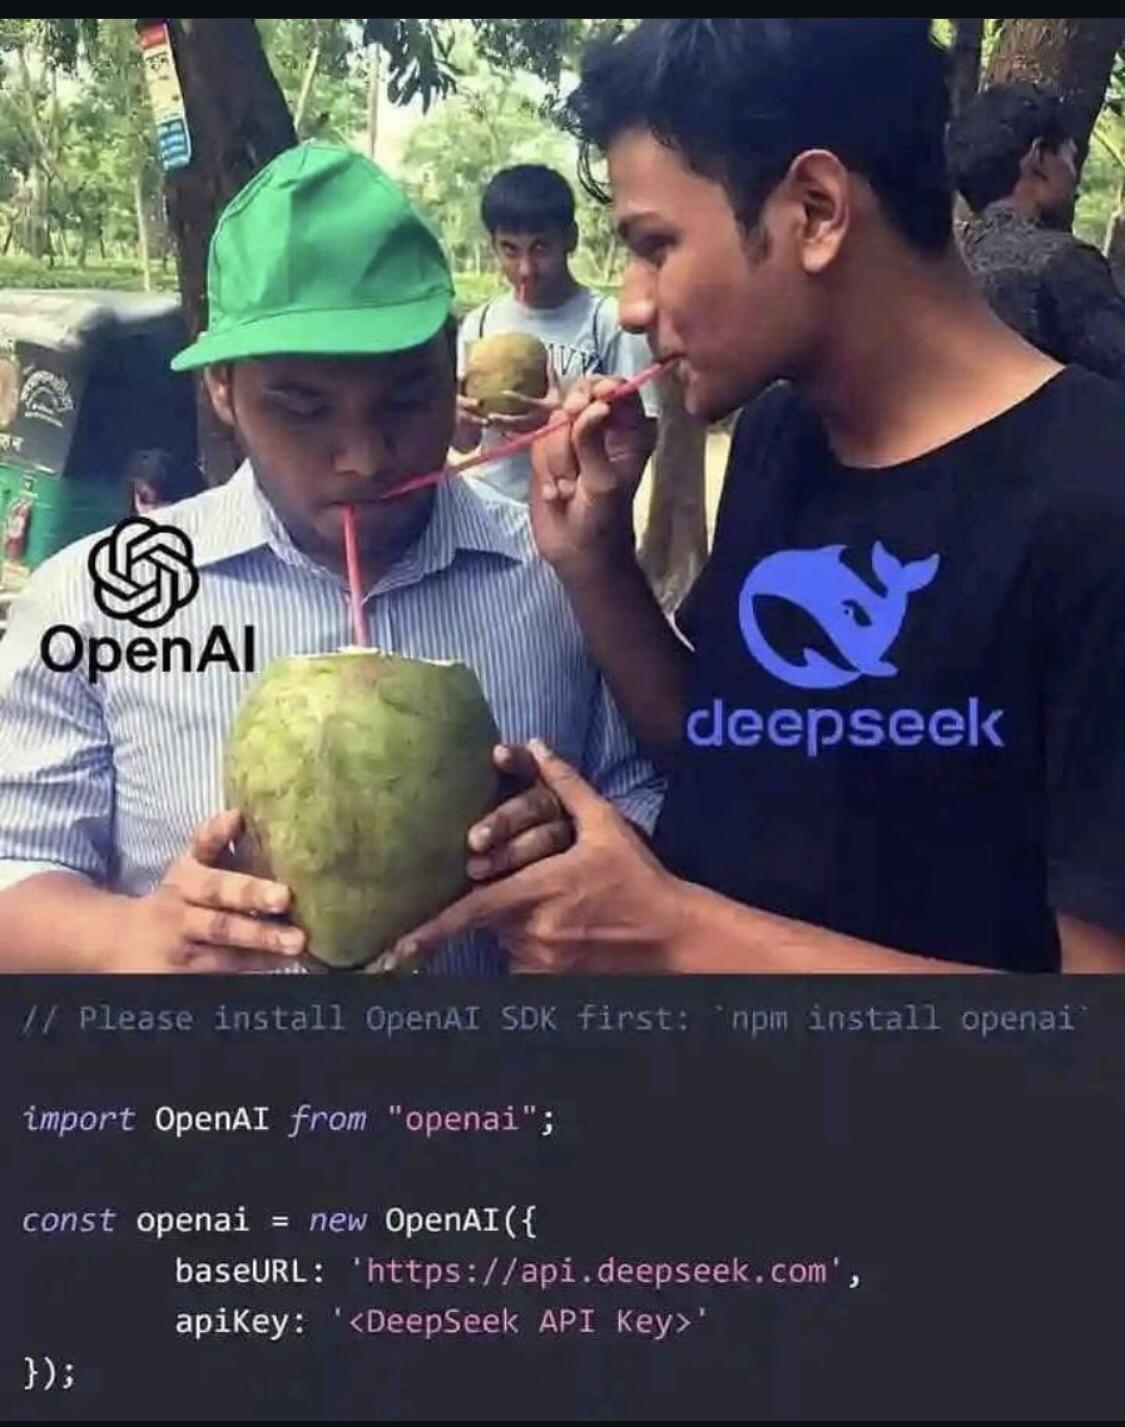 OpenAI
deepseek
// Please install OpenAI SDK first: `npm install openai`
import OpenAI from "openai";
const openai = new OpenAI({
        baseURL: 'https://api.deepseek.com',
        apiKey: '<DeepSeek API Key>'
});